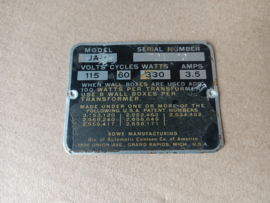 MODEL SERIAL NUMBER
JA-
VOLTS CYCLES WATTS AMPS
115 60 330 3.5
WHEN WALL BOXES ARE USED ADD
100 WATTS PER TRANSFORMER.
USE 8 WALL BOXES PER
TRANSFORMER.
MADE UNDER ONE OR MORE OF THE
FOLLOWING U.S.A. PATENT NUMBERS
ROWE MANUFACTURING
Div. of Automatic Canteen Co. of America
1500 UNION AVE., GRAND RAPIDS, MICH., U.S.A.